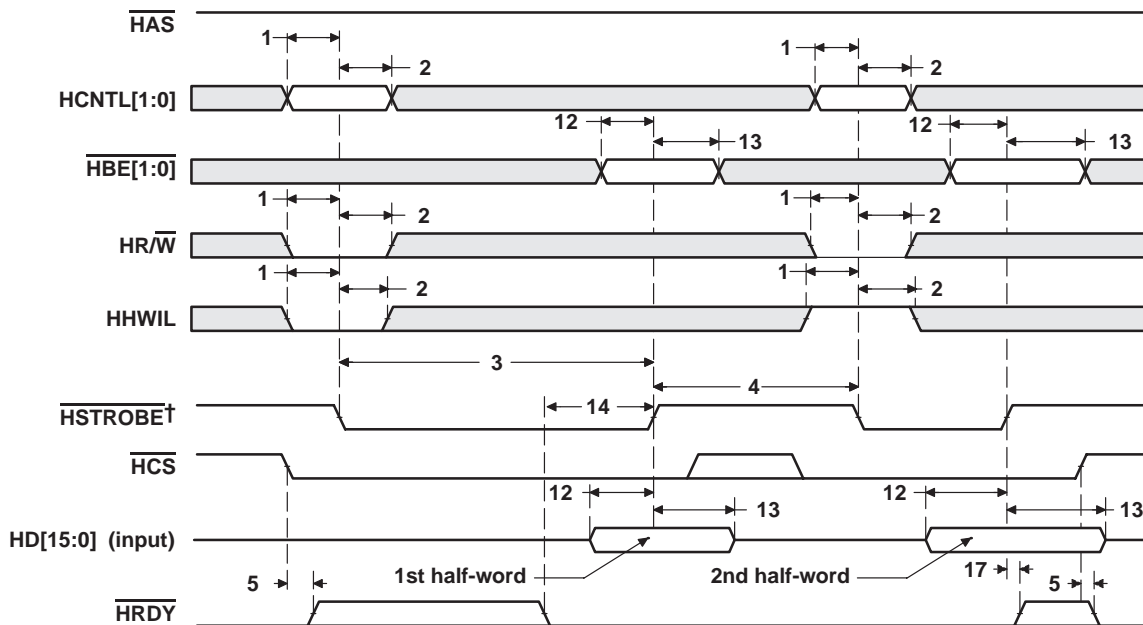 HAS
1
1
2
2
HCNTL[1:0]
12
12
13
13
HBE[1:0]
1
1
2
2
HR/W
1
1
2
2
HHWIL
3
4
14
HSTROBE†
HCS
12
12
13
13
HD[15:0] (input)
1st half-word
2nd half-word
5
17
5
HRDY